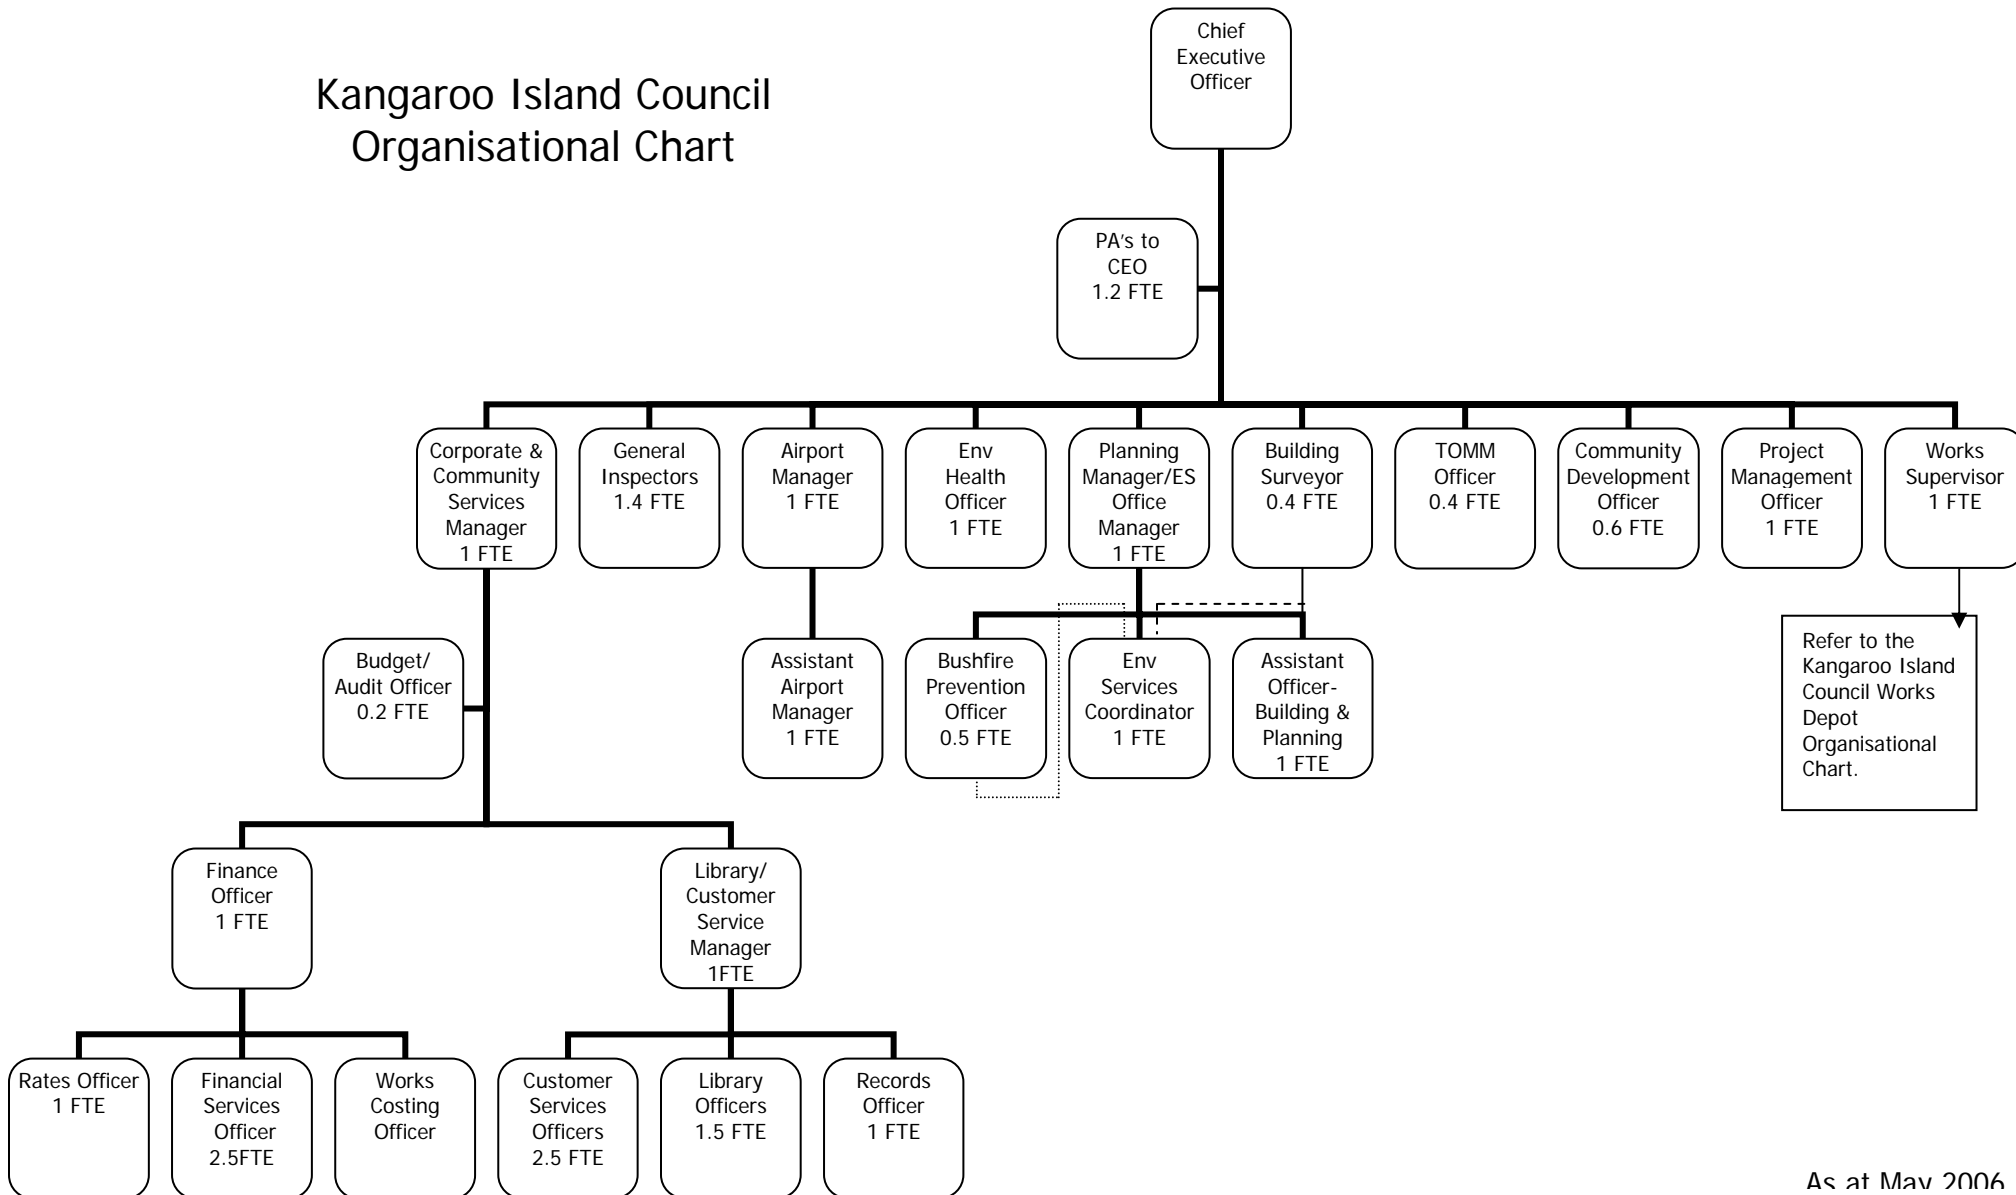 Kangaroo Island Council
Organisational Chart
Chief
Executive
Officer
PA's to
CEO
1.2 FTE
Corporate &
Community
Services
Manager
1 FTE
General
Inspectors
1.4 FTE
Airport
Manager
1 FTE
Env
Health
Officer
1 FTE
Planning
Manager/ES
Office
Manager
1 FTE
Building
Surveyor
0.4 FTE
TOMM
Officer
0.4 FTE
Community
Development
Officer
0.6 FTE
Project
Management
Officer
1 FTE
Works
Supervisor
1 FTE
Budget/
Audit Officer
0.2 FTE
Assistant
Airport
Manager
1 FTE
Bushfire
Prevention
Officer
0.5 FTE
Env
Services
Coordinator
1 FTE
Assistant
Officer-
Building &
Planning
1 FTE
Refer to the
Kangaroo Island
Council Works
Depot
Organisational
Chart.
Finance
Officer
1 FTE
Library/
Customer
Service
Manager
1FTE
Rates Officer
1 FTE
Financial
Services
Officer
2.5FTE
Works
Costing
Officer
Customer
Services
Officers
2.5 FTE
Library
Officers
1.5 FTE
Records
Officer
1 FTE
As at May 2006